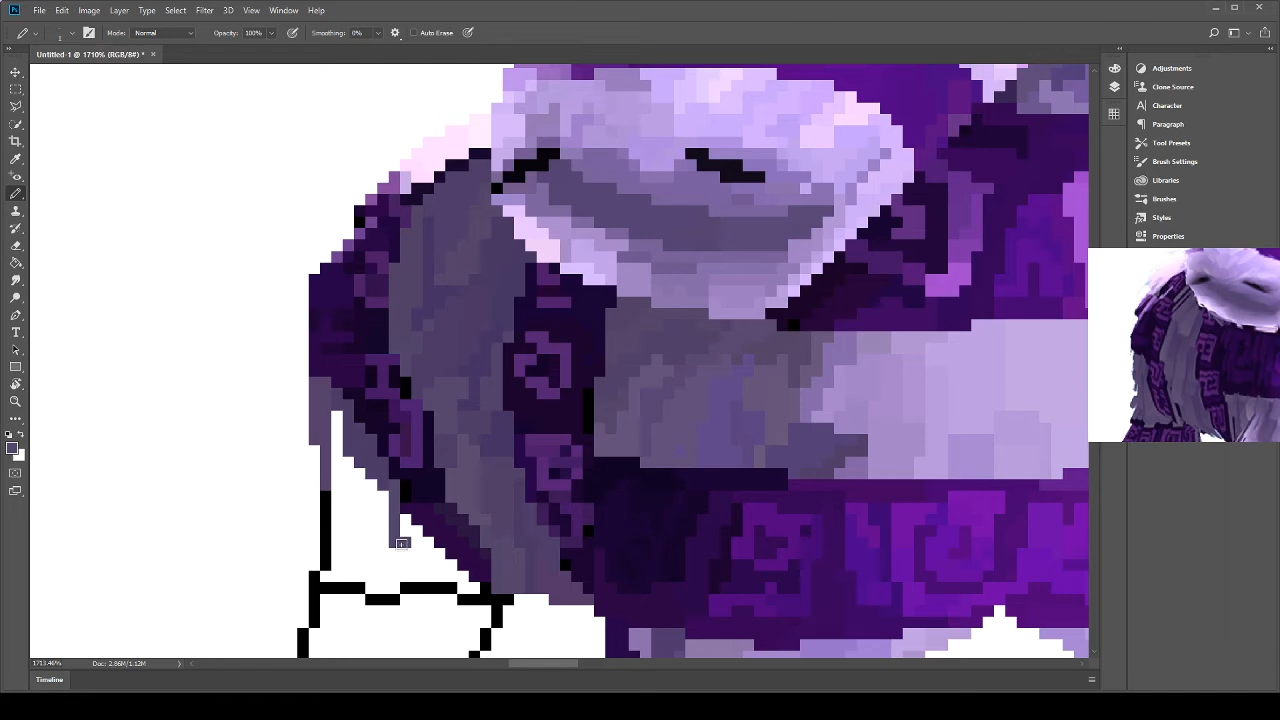 Ps File Edit Image Layer Type Select Filter 3D View Window Help
Mode: Normal Opacity: 100% Smoothing: 0% Auto Erase
Untitled-1 @ 1710% (RGB/8#) * ×
Adjustments
Clone Source
Character
Paragraph
Tool Presets
Brush Settings
Libraries
Brushes
Styles
Properties
1713.46% Doc: 2.86M/1.12M
Timeline